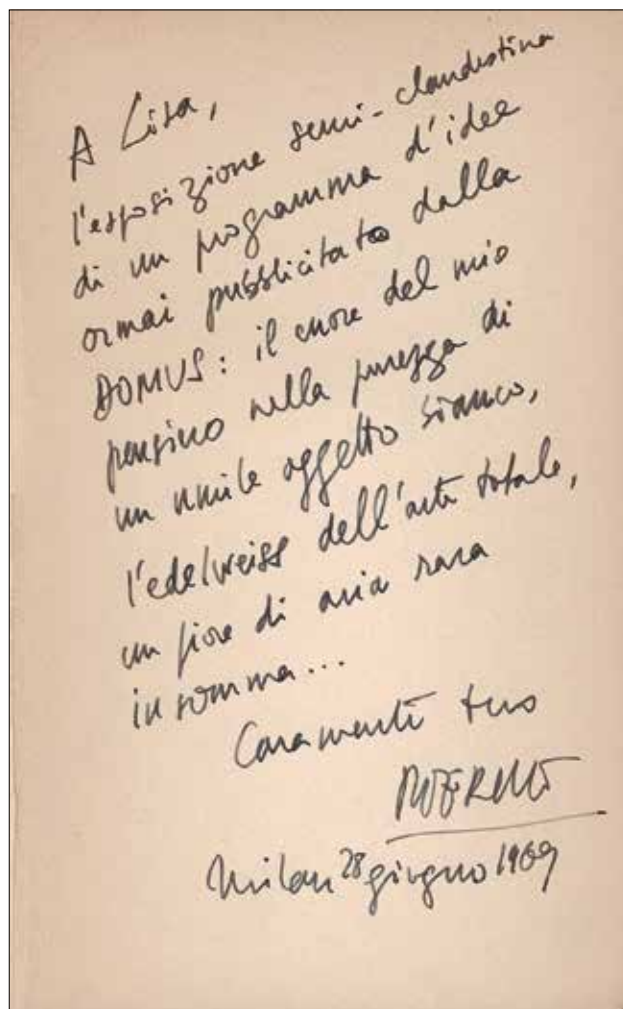 A Lisa,
l'esposizione semi-clandestina
di un programma d'idee
ormai pubblicitato dalla
DOMUS: il cuore del mio
pensiero nella purezza di
un umile oggetto bianco,
l'edelweiss dell'arte totale,
un fiore di aria rara
insomma...
Caramente tuo
Milan 28 giugno 1969